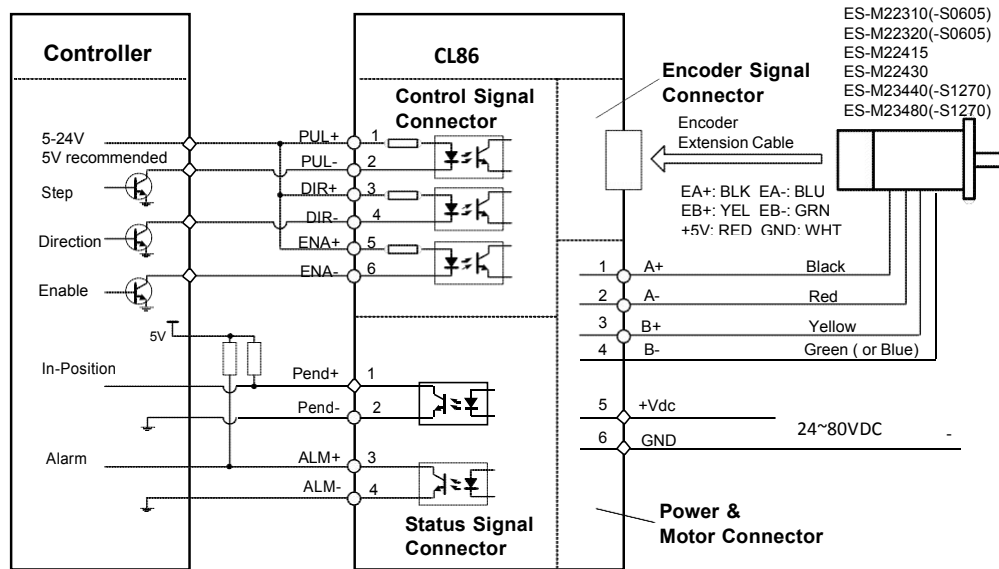 ES-M22310(-S0605)
ES-M22320(-S0605)
ES-M22415
ES-M22430
ES-M23440(-S1270)
ES-M23480(-S1270)
Controller
CL86
Control Signal
Connector
Encoder Signal
Connector
Encoder
Extension Cable
EA+: BLK EA-: BLU
EB+: YEL EB-: GRN
+5V: RED GND: WHT
5-24V
5V recommended
Step
Direction
Enable
PUL+ 1
PUL- 2
DIR+ 3
DIR- 4
ENA+ 5
ENA- 6
1 A+ Black
2 A- Red
3 B+ Yellow
4 B- Green ( or Blue)
5V
In-Position
Pend+ 1
Pend- 2
5 +Vdc
24~80VDC -
6 GND
Alarm
ALM+ 3
ALM- 4
Status Signal
Connector
Power &
Motor Connector